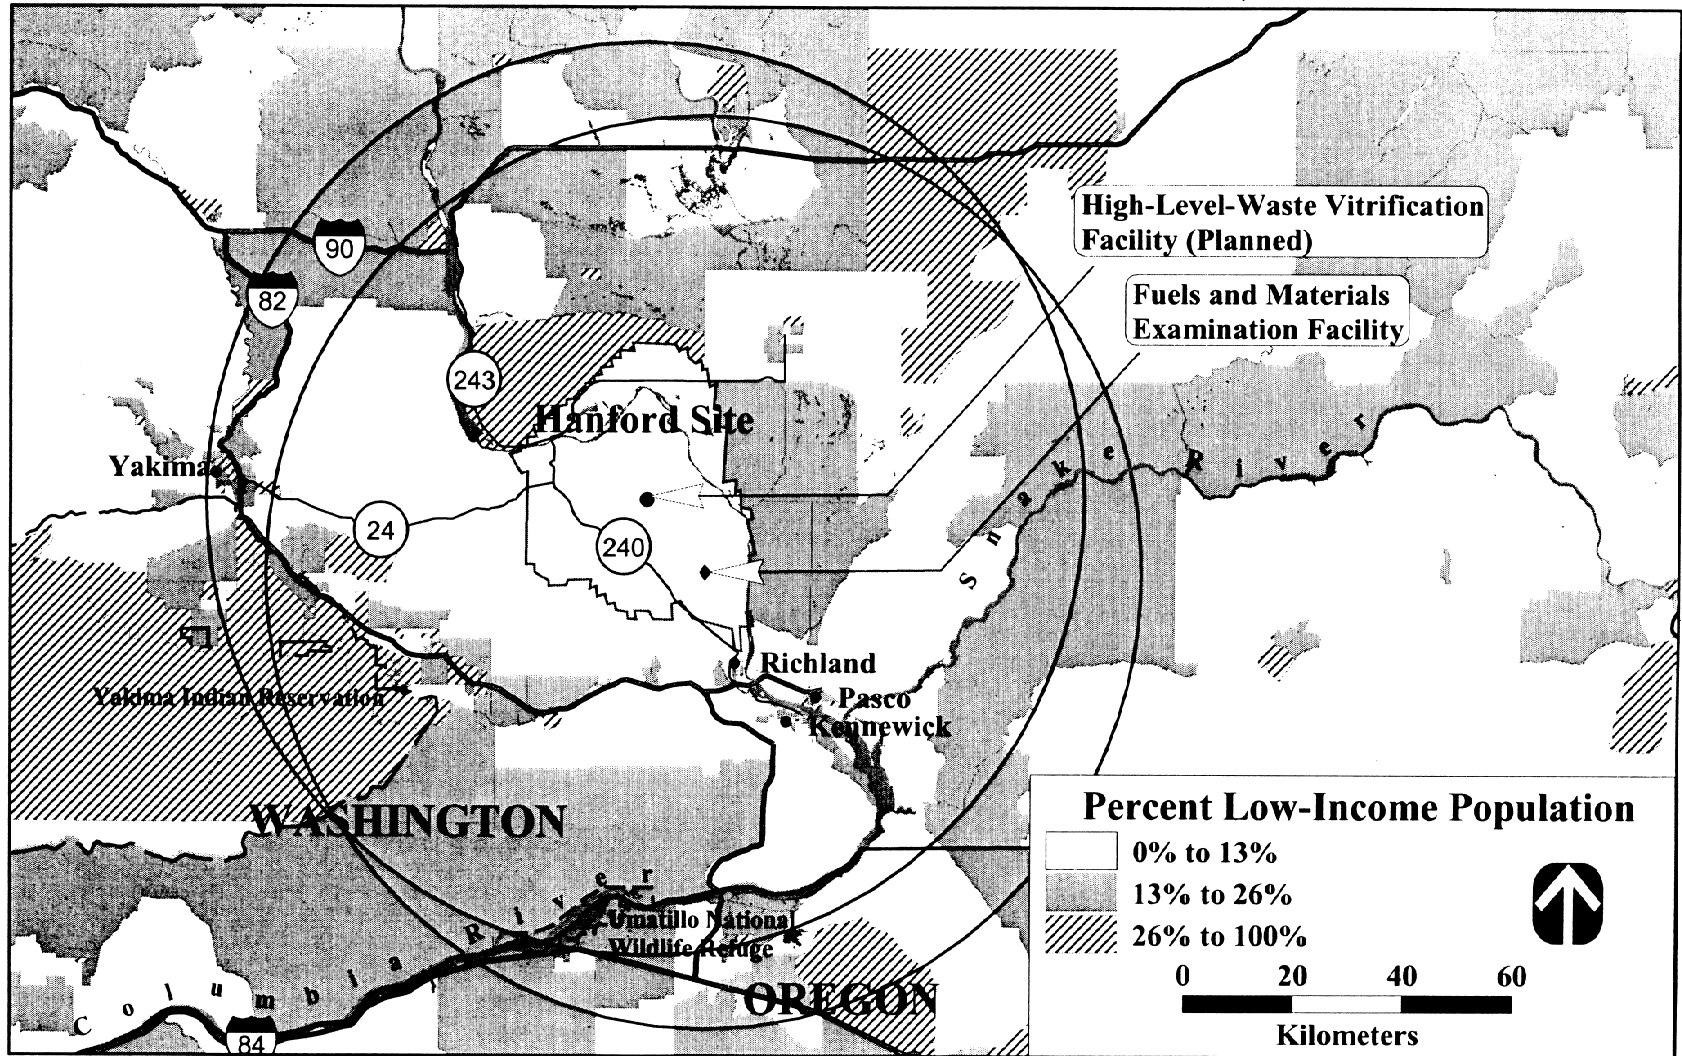 High-Level-Waste Vitrification
Facility (Planned)
90
82
Fuels and Materials
Examination Facility
243
Hanford Site
Yakima
Snake River
24
240
Richland
Yakima Indian Reservation
Pasco
Kennewick
WASHINGTON
Percent Low-Income Population
0% to 13%
13% to 26%
26% to 100%
Umatillo National
Wildlife Refuge
Columbia River
OREGON
0 20 40 60
Kilometers
84